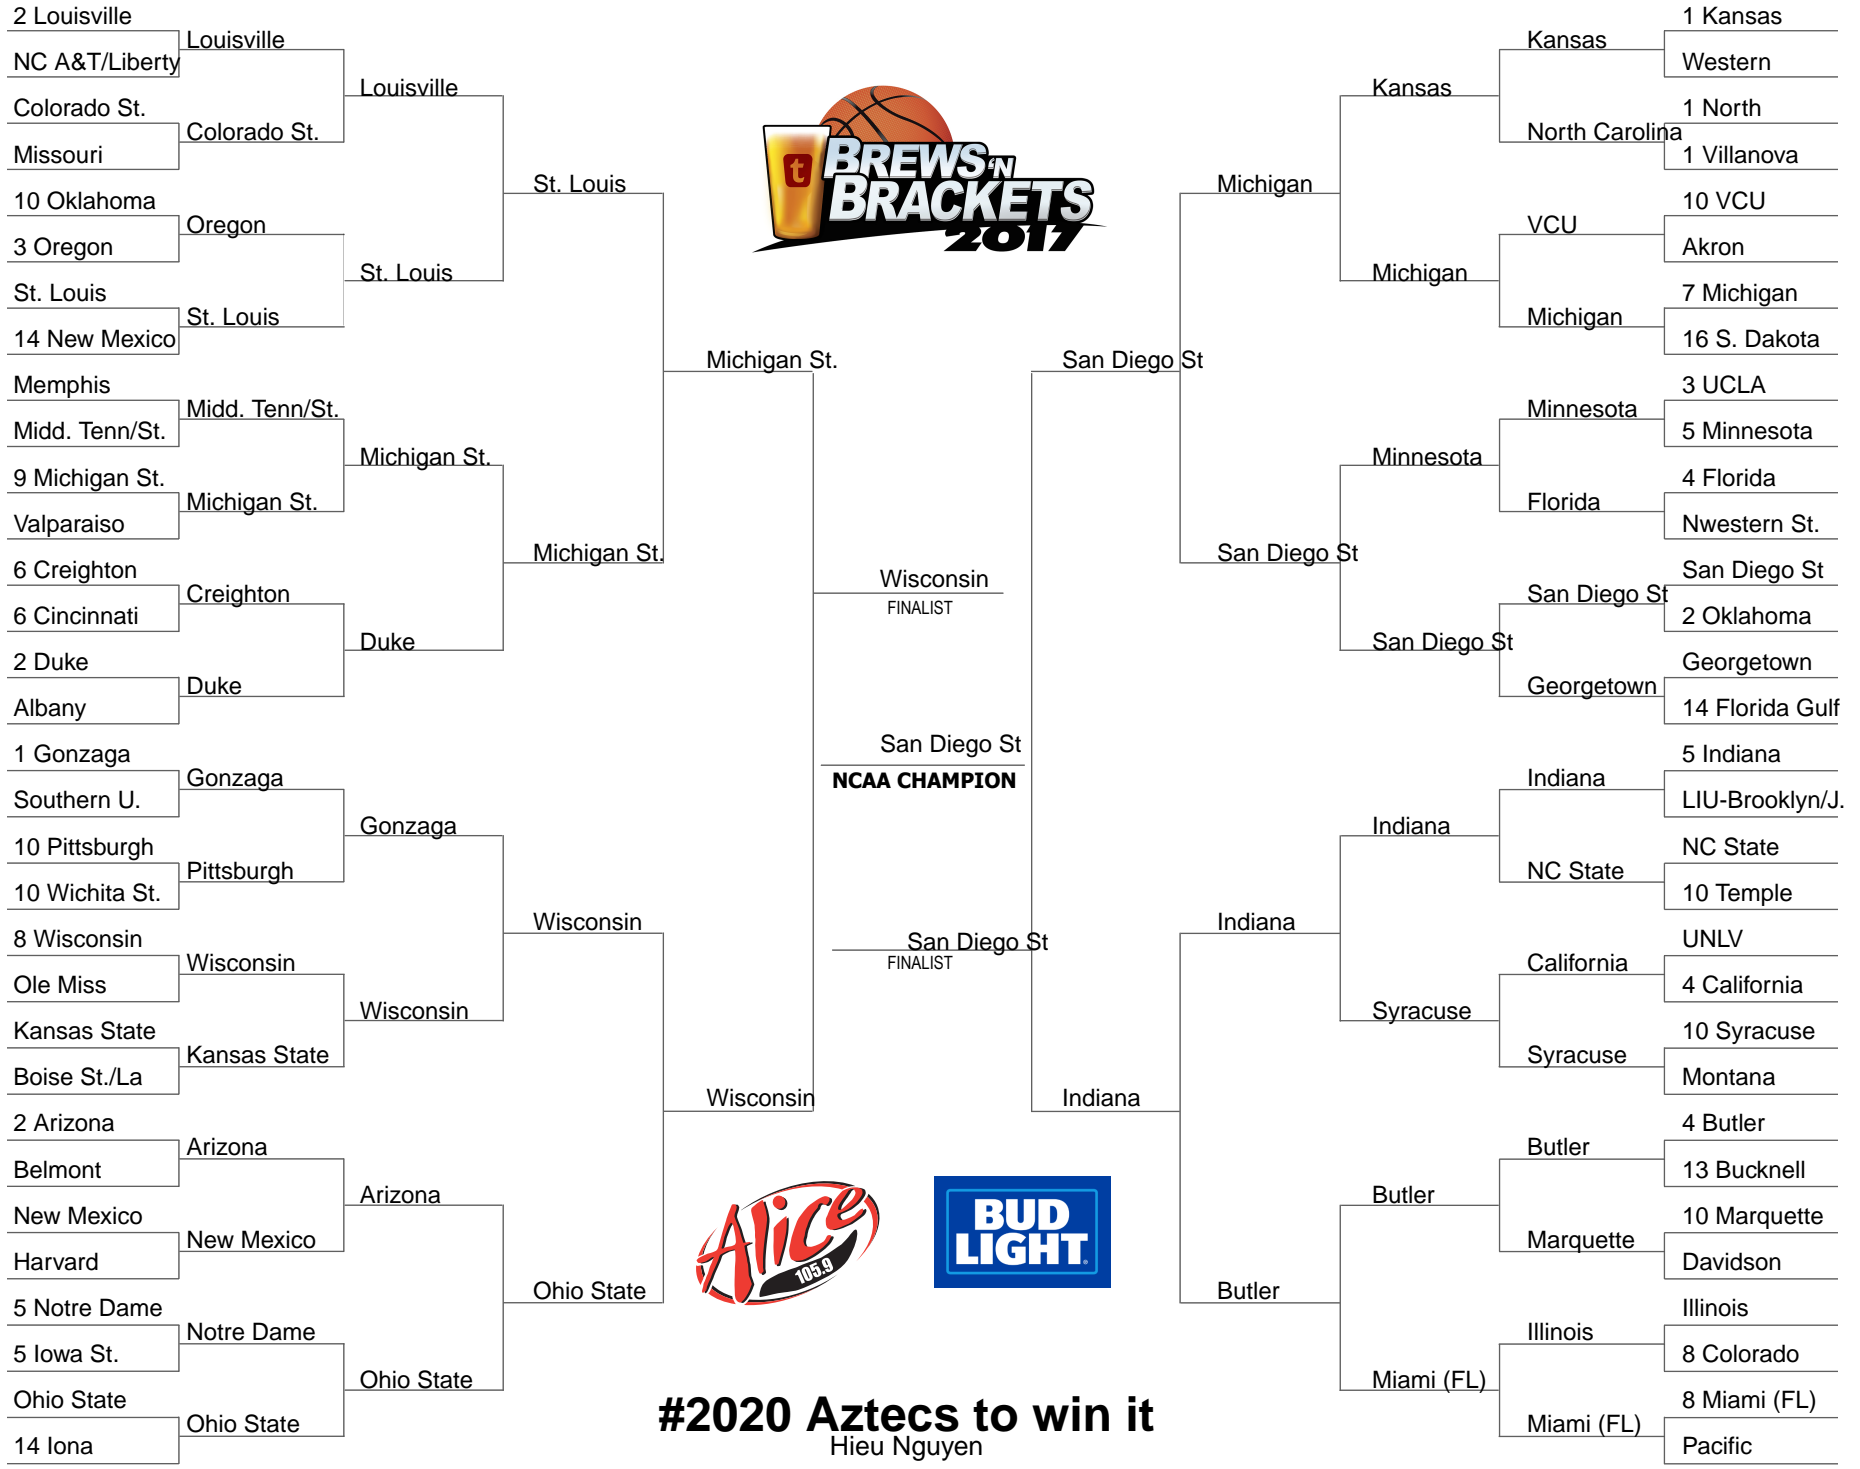 2 Louisville
NC A&T/Liberty
Colorado St.
Missouri
10 Oklahoma
3 Oregon
St. Louis
14 New Mexico
Memphis
Midd. Tenn/St.
9 Michigan St.
Valparaiso
6 Creighton
6 Cincinnati
2 Duke
Albany
1 Gonzaga
Southern U.
10 Pittsburgh
10 Wichita St.
8 Wisconsin
Ole Miss
Kansas State
Boise St./La
2 Arizona
Belmont
New Mexico
Harvard
5 Notre Dame
5 Iowa St.
Ohio State
14 Iona
Louisville
Colorado St.
Oregon
St. Louis
Midd. Tenn/St.
Michigan St.
Creighton
Duke
Gonzaga
Pittsburgh
Wisconsin
Kansas State
Arizona
New Mexico
Notre Dame
Ohio State
Louisville
St. Louis
Michigan St.
Duke
Gonzaga
Wisconsin
Arizona
Ohio State
St. Louis
Michigan St.
Wisconsin
Ohio State
Michigan St.
Wisconsin
t
BREWS 'N
BRACKETS
2017
Wisconsin
FINALIST
San Diego St
NCAA CHAMPION
San Diego St
FINALIST
Alice
105.9
BUD
LIGHT
#2020 Aztecs to win it
Hieu Nguyen
San Diego St
Indiana
Michigan
San Diego St
Indiana
Butler
Kansas
Michigan
Minnesota
San Diego St
Indiana
Syracuse
Butler
Miami (FL)
Kansas
North Carolina
VCU
Michigan
Minnesota
Florida
San Diego St
Georgetown
Indiana
NC State
California
Syracuse
Butler
Marquette
Illinois
Miami (FL)
1 Kansas
Western
1 North
1 Villanova
10 VCU
Akron
7 Michigan
16 S. Dakota
3 UCLA
5 Minnesota
4 Florida
Nwestern St.
San Diego St
2 Oklahoma
Georgetown
14 Florida Gulf
5 Indiana
LIU-Brooklyn/J.
NC State
10 Temple
UNLV
4 California
10 Syracuse
Montana
4 Butler
13 Bucknell
10 Marquette
Davidson
Illinois
8 Colorado
8 Miami (FL)
Pacific